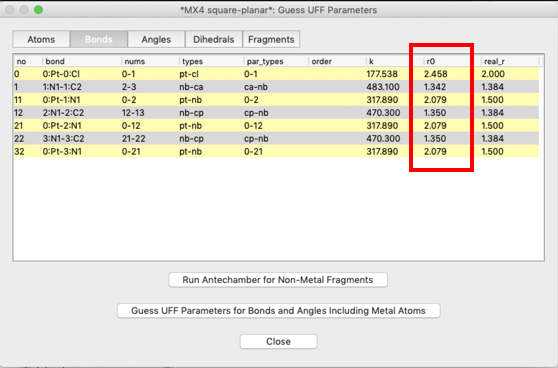 *MX4 square-planar*: Guess UFF Parameters
Atoms Bonds Angles Dihedrals Fragments
no bond nums types par_types order k r0 real_r
0 0:Pt-0:Cl 0-1 pt-cl 0-1 177.538 2.458 2.000
1 1:N1-1:C2 2-3 nb-ca ca-nb 483.100 1.342 1.384
11 0:Pt-1:N1 0-2 pt-nb 0-2 317.890 2.079 1.500
12 2:N1-2:C2 12-13 nb-cp cp-nb 470.300 1.350 1.384
21 0:Pt-2:N1 0-12 pt-nb 0-12 317.890 2.079 1.500
22 3:N1-3:C2 21-22 nb-cp cp-nb 470.300 1.350 1.384
32 0:Pt-3:N1 0-21 pt-nb 0-21 317.890 2.079 1.500
Run Antechamber for Non-Metal Fragments
Guess UFF Parameters for Bonds and Angles Including Metal Atoms
Close